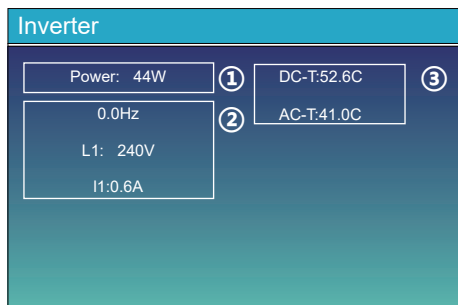 Inverter
Power: 44W
①
0.0Hz
L1: 240V
I1:0.6A
②
DC-T:52.6C
AC-T:41.0C
③